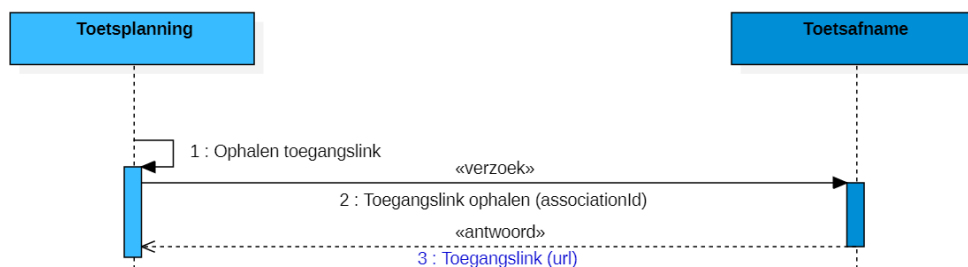 Toetsplanning
Toetsafname
1 : Ophalen toegangslink
«verzoek»
2 : Toegangslink ophalen (associationId)
«antwoord»
3 : Toegangslink (url)